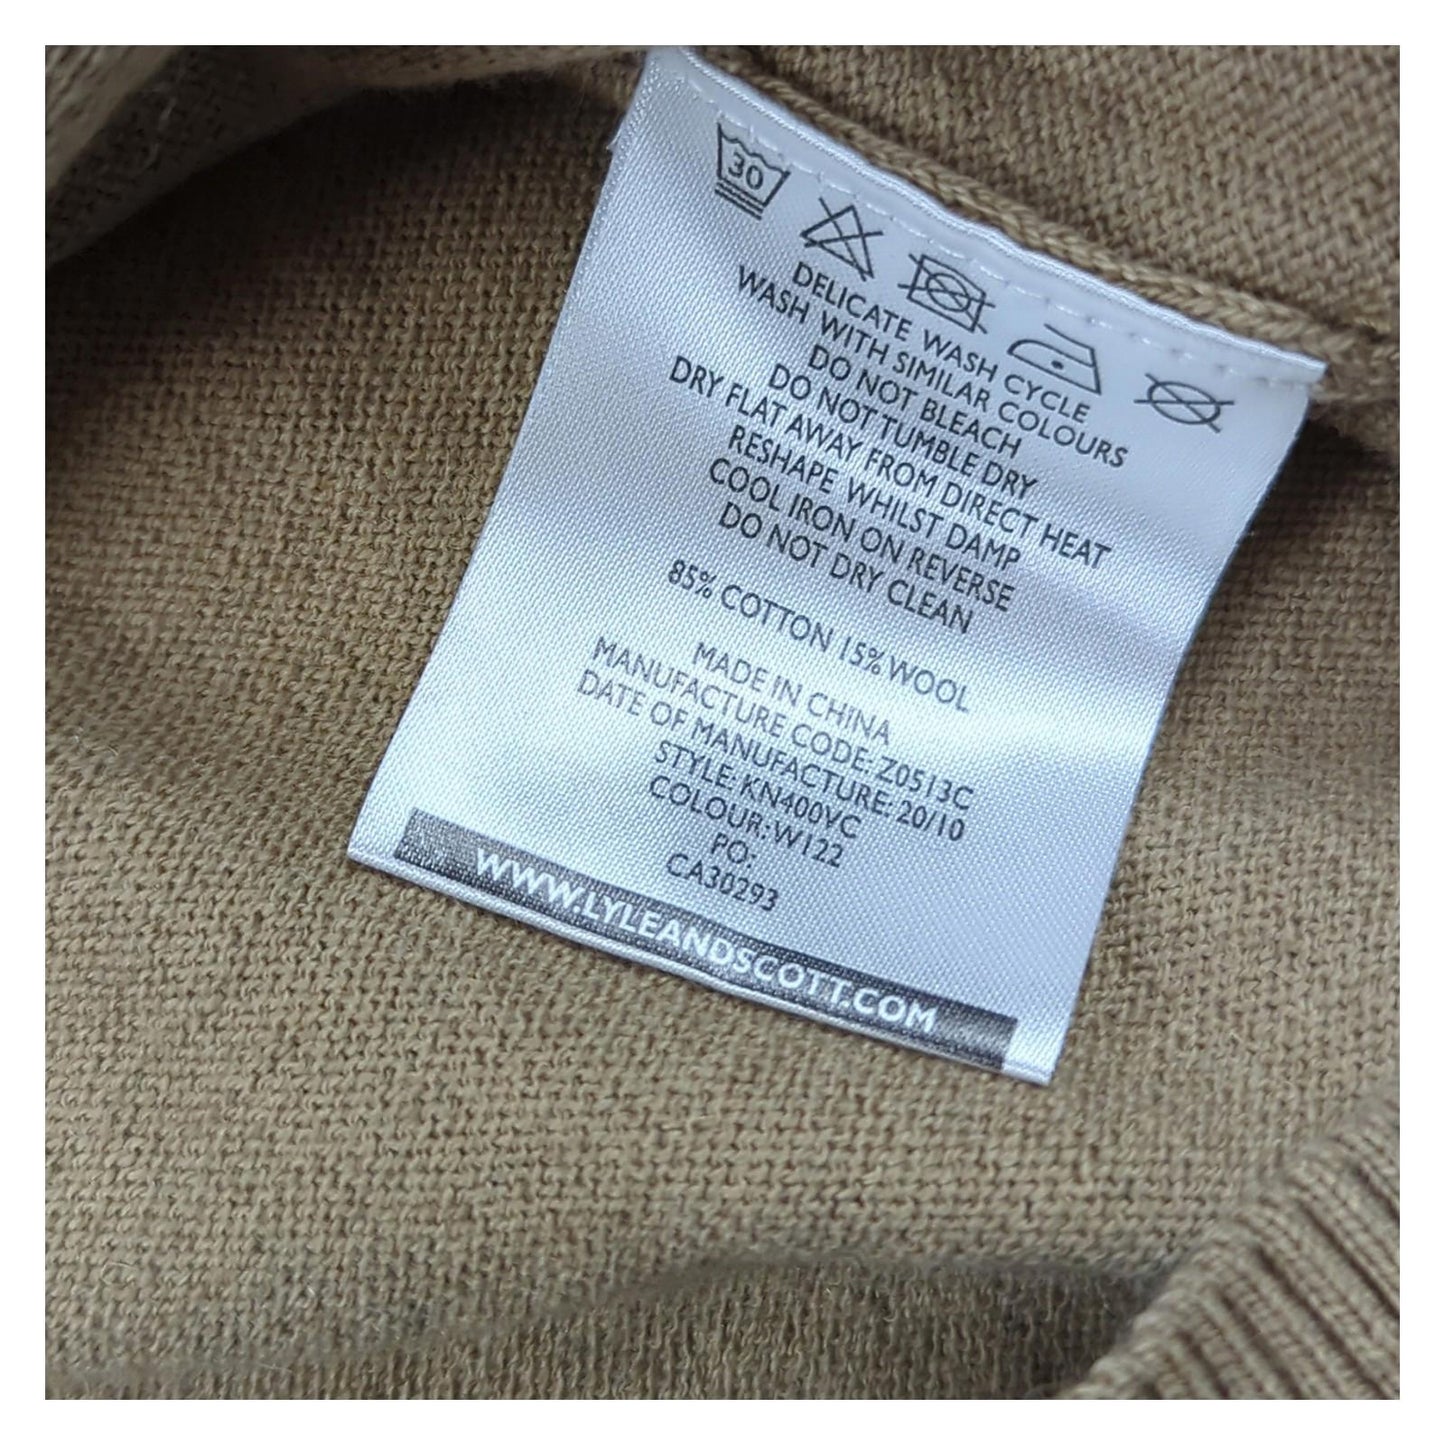 30
DELICATE WASH CYCLE
WASH WITH SIMILAR COLOURS
DO NOT BLEACH
DO NOT TUMBLE DRY
DRY FLAT AWAY FROM DIRECT HEAT
RESHAPE WHILST DAMP
COOL IRON ON REVERSE
DO NOT DRY CLEAN
85% COTTON 15% WOOL
MADE IN CHINA
MANUFACTURE CODE: Z0513C
DATE OF MANUFACTURE: 20/10
STYLE: KN400VC
COLOUR: W122
PO:
CA30293
WWW.LYLEANDSCOTT.COM